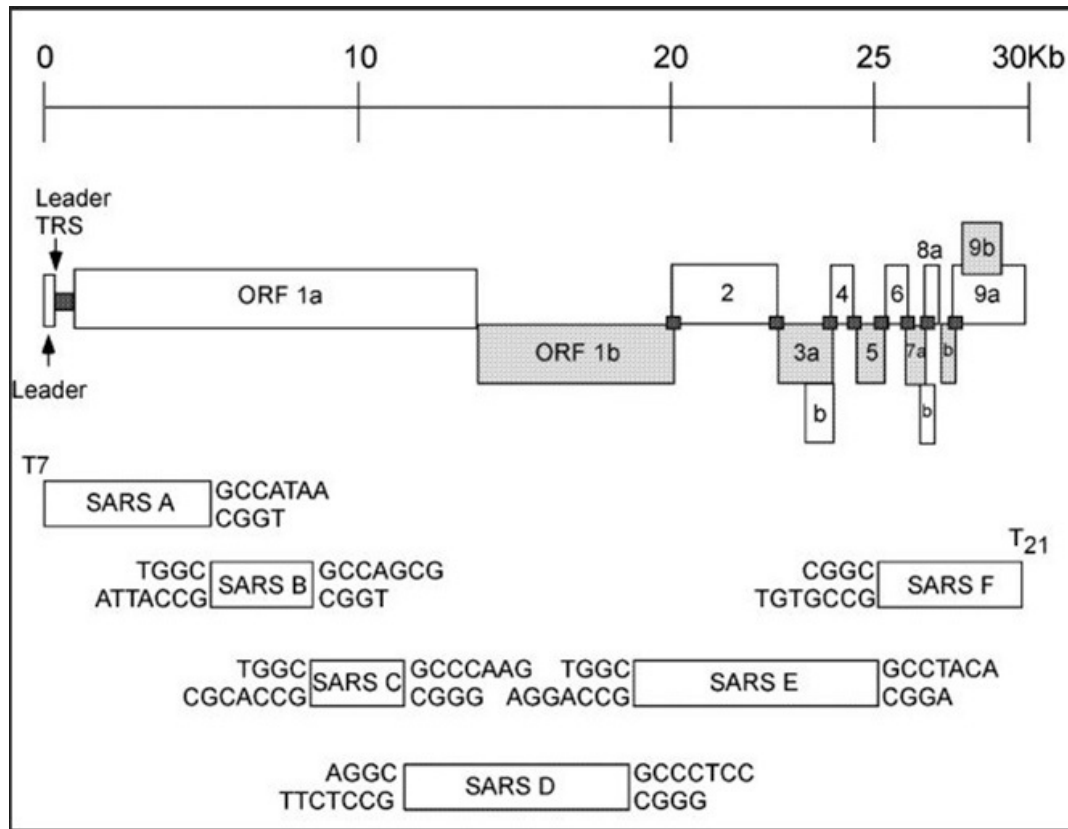 0 10 20 25 30Kb
Leader
TRS
8a 9b
ORF 1a 2 4 6 9a
ORF 1b 3a 5 7a b
Leader b b
T7
SARS A GCCATAA
CGGT
T21
TGGC SARS B GCCAGCG CGGC SARS F
ATTACCG CGGT TGTGCCG
TGGC SARS C GCCCAAG TGGC SARS E GCCTACA
CGCACCG CGGG AGGACCG CGGA
AGGC SARS D GCCCTCC
TTCTCCG CGGG